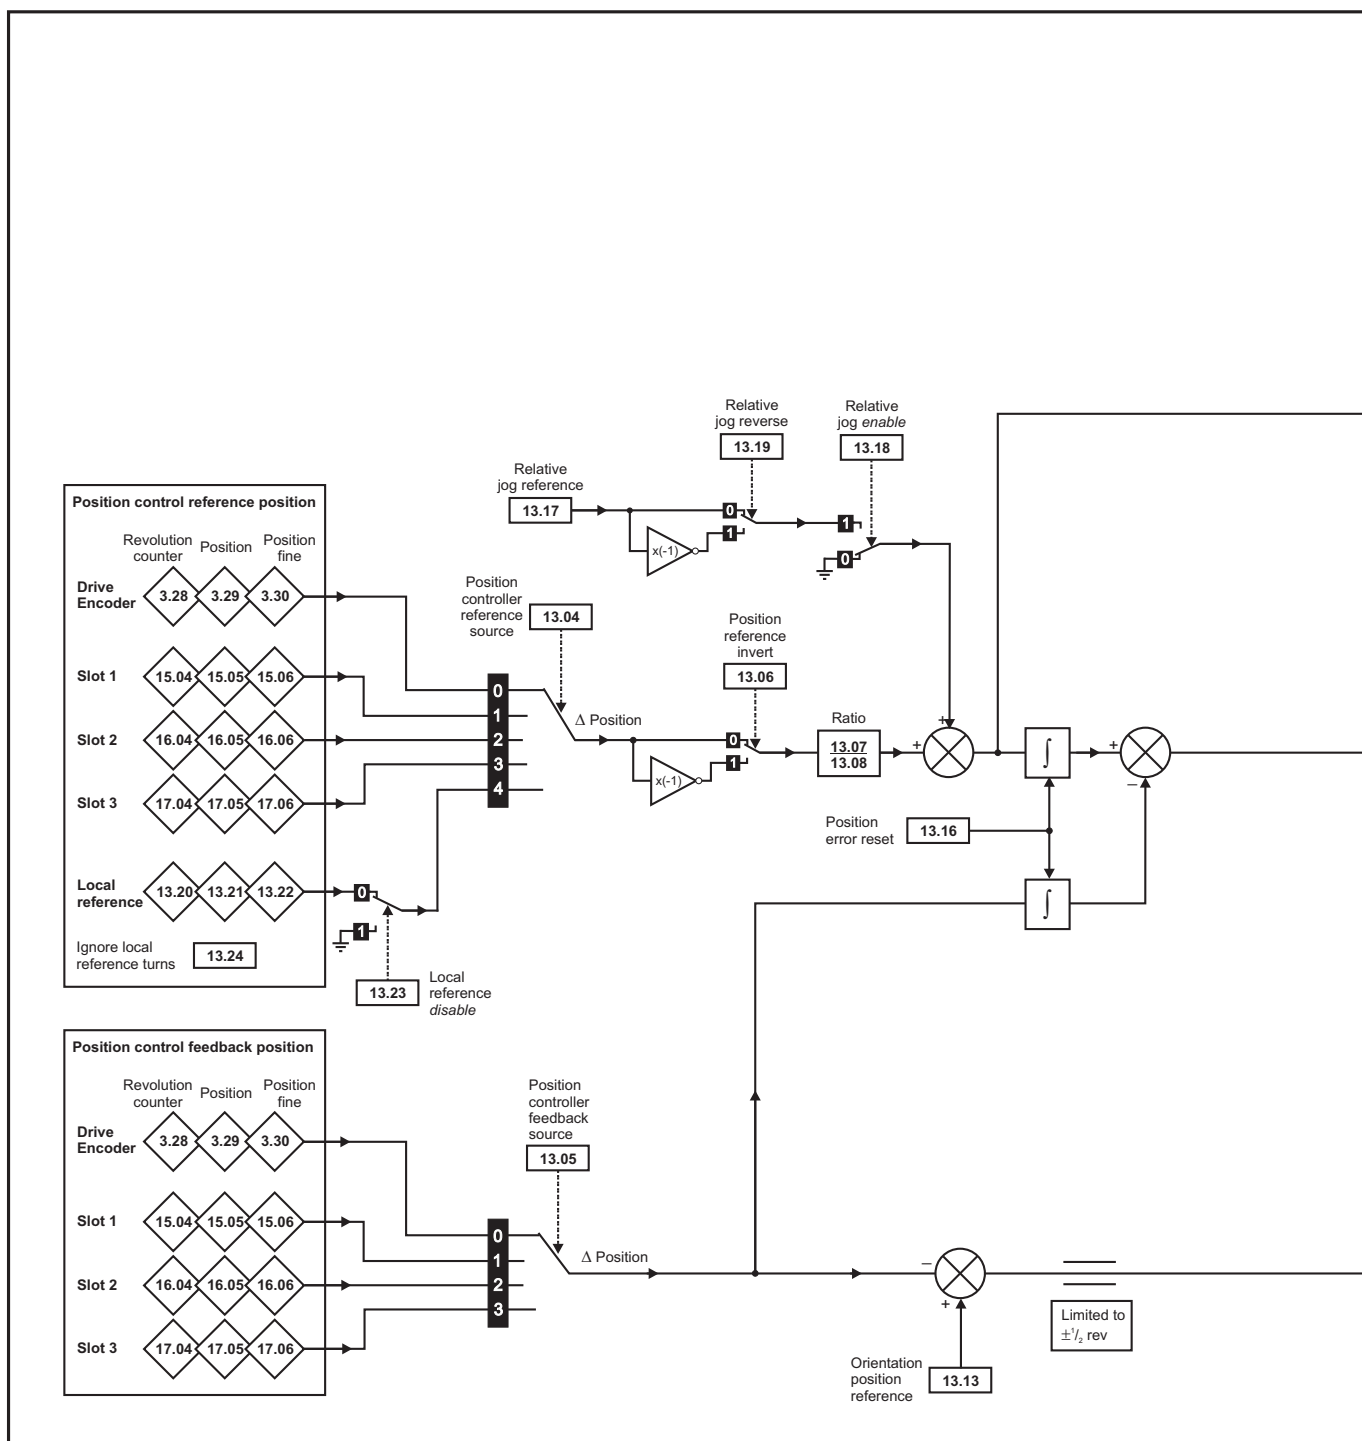 Relative
jog reverse
13.19
Relative
jog enable
13.18
Relative
jog reference
13.17
0
1
x(-1)
1
0
Position control reference position
Revolution
counter
Position
Position
fine
Drive
Encoder
3.28
3.29
3.30
Slot 1
15.04
15.05
15.06
Slot 2
16.04
16.05
16.06
Slot 3
17.04
17.05
17.06
Local
reference
13.20
13.21
13.22
Ignore local
reference turns
13.24
0
1
13.23
Local
reference
disable
Position
controller
reference
source
13.04
0
1
2
3
4
Δ Position
x(-1)
0
1
Position
reference
invert
13.06
Ratio
13.07
13.08
+
+
∫
+
−
Position
error reset
13.16
∫
Position control feedback position
Revolution
counter
Position
Position
fine
Drive
Encoder
3.28
3.29
3.30
Slot 1
15.04
15.05
15.06
Slot 2
16.04
16.05
16.06
Slot 3
17.04
17.05
17.06
Position
controller
feedback
source
13.05
0
1
2
3
Δ Position
−
+
Limited to
±1/2 rev
Orientation
position
reference
13.13